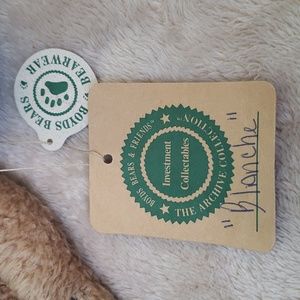 BOYDS BEARS
BEARWEAR
BOYDS BEARS & FRIENDS
Investment
Collectables
THE ARCHIVE COLLECTION
"Blanche"